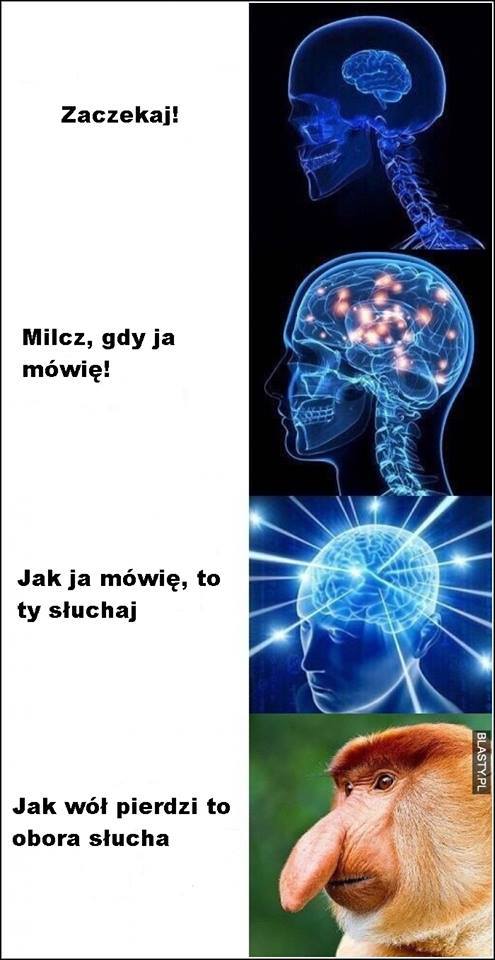 Zaczekaj!
Milcz, gdy ja
mówię!
Jak ja mówię, to
ty słuchaj
BLASTY.PL
Jak wół pierdzi to
obora słucha